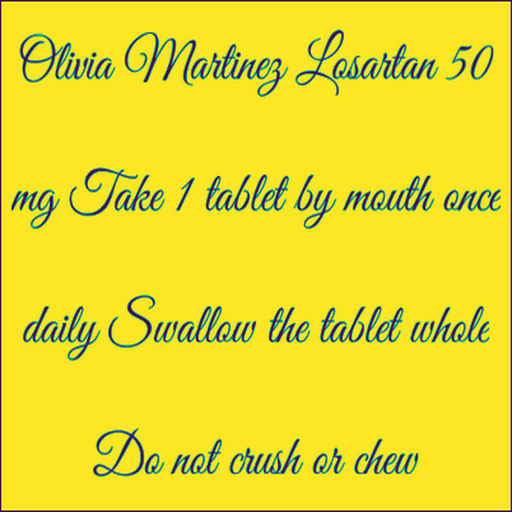 Olivia Martinez Losartan 50
mg Take 1 tablet by mouth once
daily Swallow the tablet whole
Do not crush or chew